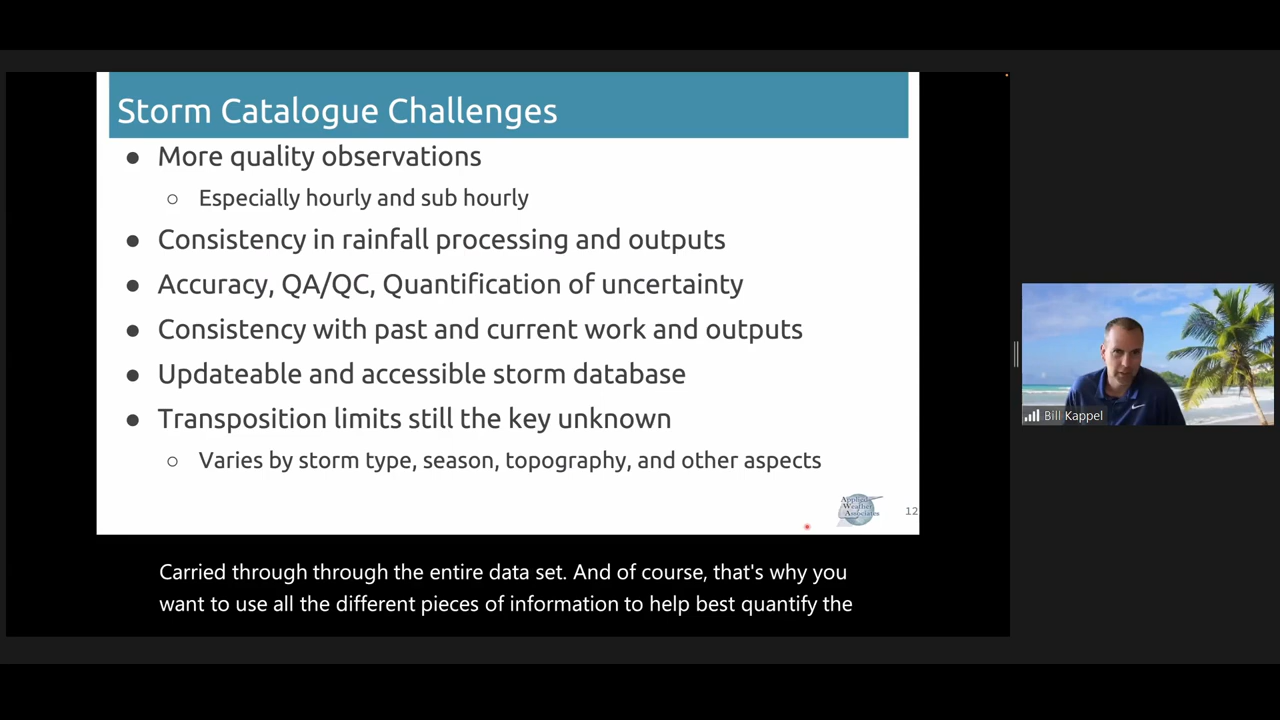 Storm Catalogue Challenges
● More quality observations
○ Especially hourly and sub hourly
● Consistency in rainfall processing and outputs
● Accuracy, QA/QC, Quantification of uncertainty
● Consistency with past and current work and outputs
● Updateable and accessible storm database
● Transposition limits still the key unknown
○ Varies by storm type, season, topography, and other aspects
Applied
Weather
Associates
12
Carried through through the entire data set. And of course, that's why you
want to use all the different pieces of information to help best quantify the
Bill Kappel